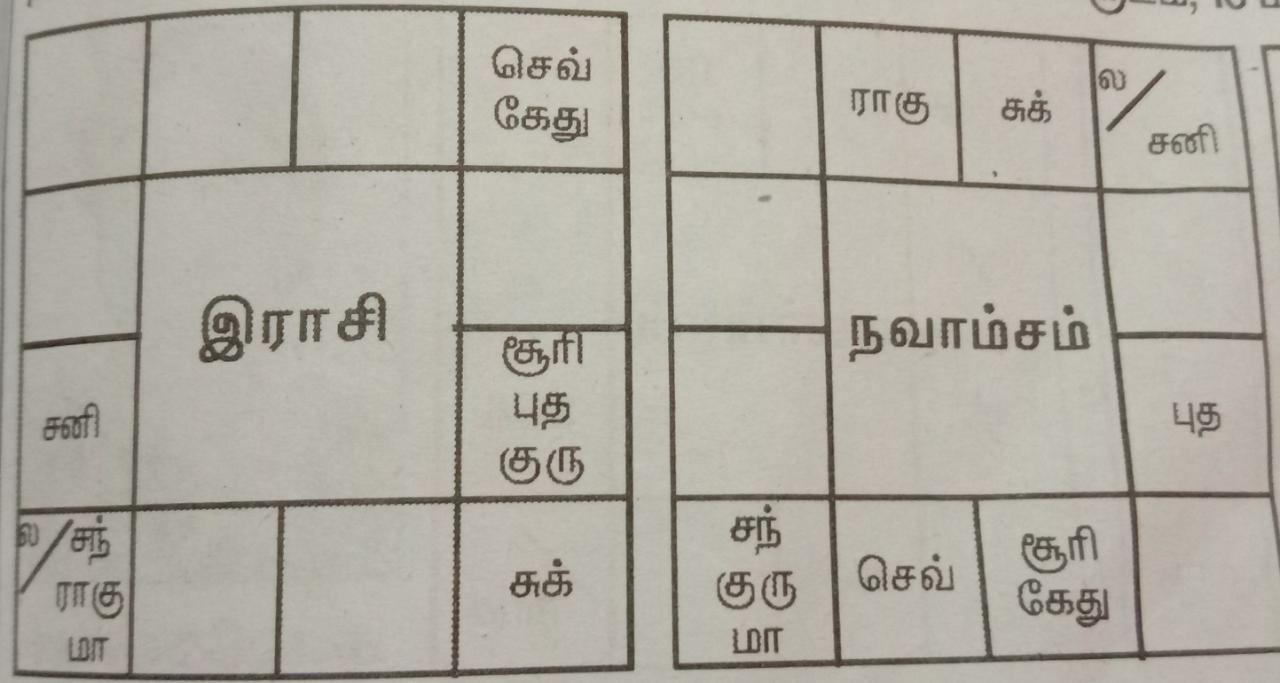 செவ்
கேது
இராசி
சூரி
புத
குரு
சனி
ல / சந்
ராகு
மா
சுக்
ராகு
சுக்
ல / சனி
நவாம்சம்
புத
சந்
குரு
மா
செவ்
சூரி
கேது